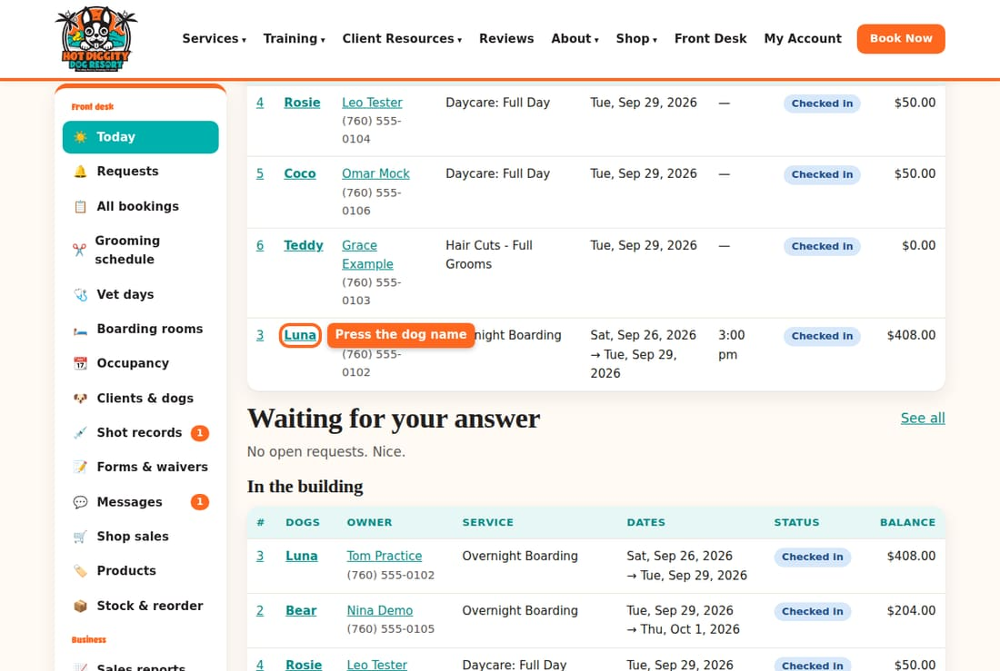 HOT DIGGITY
DOG RESORT
Services ▾ Training ▾ Client Resources ▾ Reviews About ▾ Shop ▾ Front Desk My Account Book Now
Front desk
Today
Requests
All bookings
Grooming
schedule
Vet days
Boarding rooms
Occupancy
Clients & dogs
Shot records 1
Forms & waivers
Messages 1
Shop sales
Products
Stock & reorder
Business
Sales reports
4 Rosie Leo Tester Daycare: Full Day Tue, Sep 29, 2026 — Checked in $50.00
(760) 555-
0104
5 Coco Omar Mock Daycare: Full Day Tue, Sep 29, 2026 — Checked in $50.00
(760) 555-
0106
6 Teddy Grace Hair Cuts - Full Tue, Sep 29, 2026 — Checked in $0.00
Example Grooms
(760) 555-
0103
3 Luna Press the dog name night Boarding Sat, Sep 26, 2026 3:00 Checked in $408.00
(760) 555- → Tue, Sep 29, pm
0102 2026
Waiting for your answer See all
No open requests. Nice.
In the building
# DOGS OWNER SERVICE DATES STATUS BALANCE
3 Luna Tom Practice Overnight Boarding Sat, Sep 26, 2026 Checked in $408.00
(760) 555-0102 → Tue, Sep 29, 2026
2 Bear Nina Demo Overnight Boarding Tue, Sep 29, 2026 Checked in $204.00
(760) 555-0105 → Thu, Oct 1, 2026
4 Rosie Leo Tester Daycare: Full Day Tue, Sep 29, 2026 Checked in $50.00